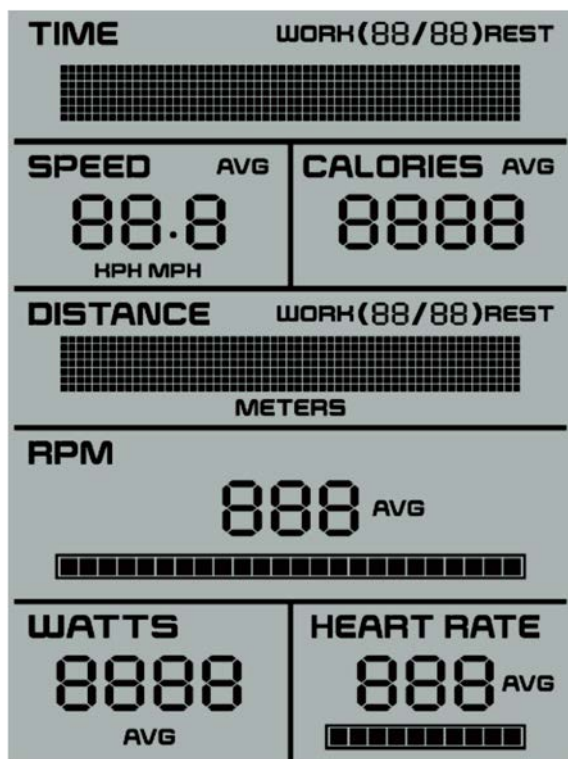 TIME WORK(88/88)REST
SPEED AVG
88.8
KPH MPH
CALORIES AVG
8888
DISTANCE WORK(88/88)REST
METERS
RPM
888 AVG
WATTS
8888
AVG
HEART RATE
888 AVG